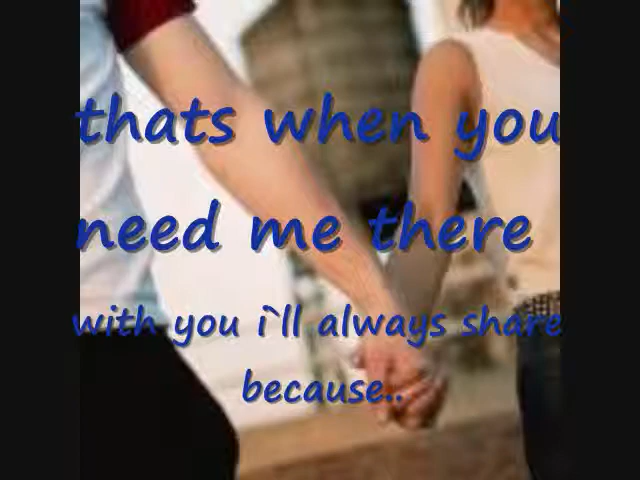 thats when you
need me there
with you i`ll always share
because..